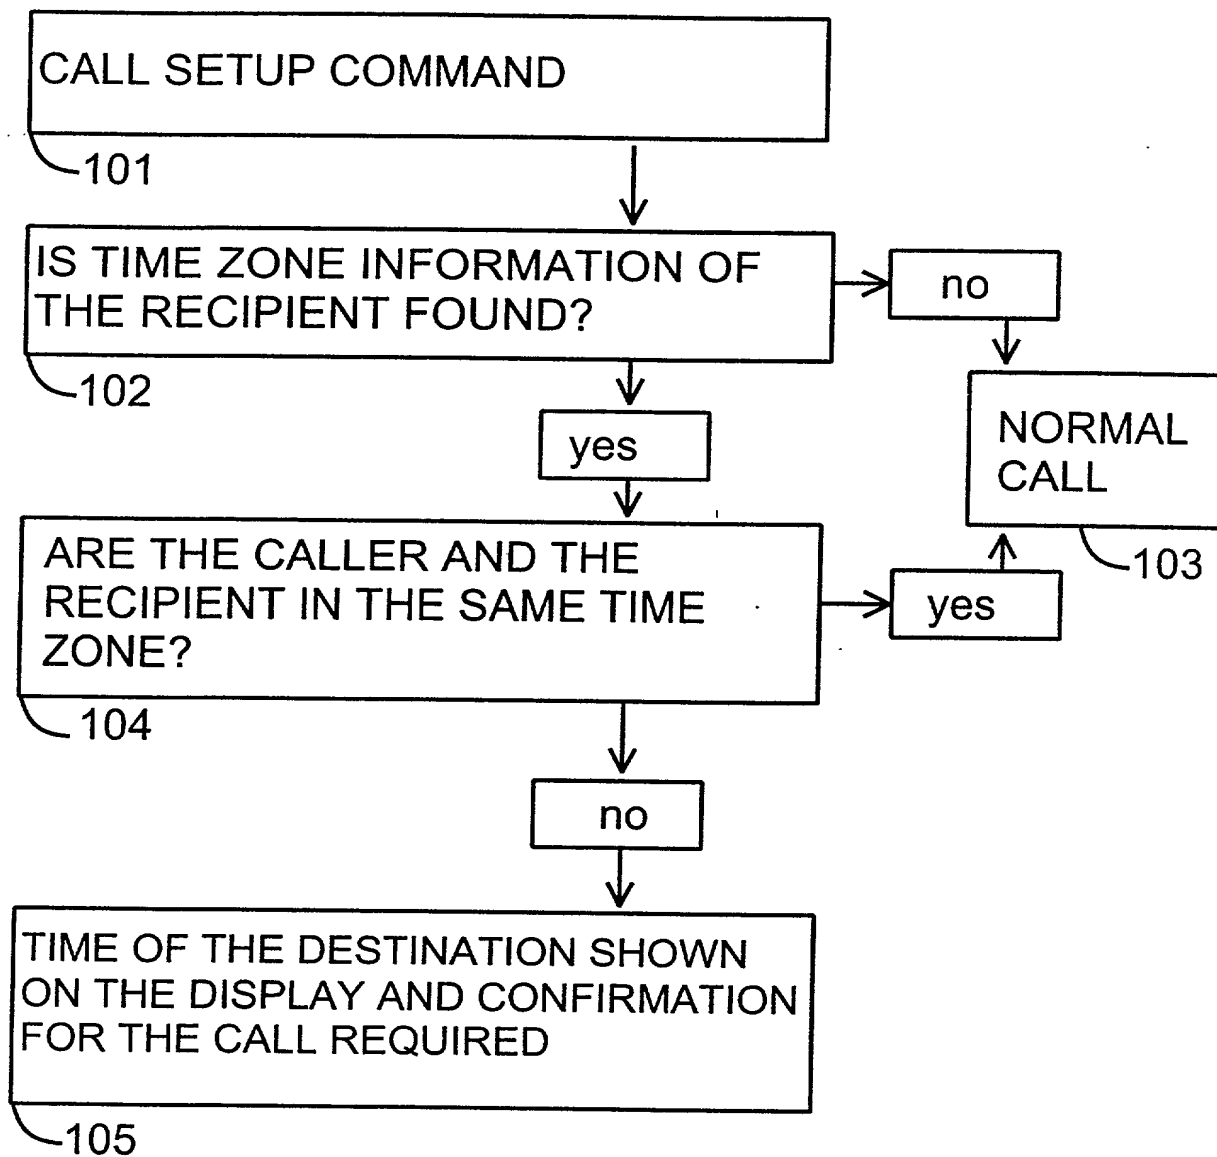 CALL SETUP COMMAND
101
IS TIME ZONE INFORMATION OF
THE RECIPIENT FOUND?
no
102
yes
NORMAL
CALL
103
ARE THE CALLER AND THE
RECIPIENT IN THE SAME TIME
ZONE?
yes
104
no
TIME OF THE DESTINATION SHOWN
ON THE DISPLAY AND CONFIRMATION
FOR THE CALL REQUIRED
105